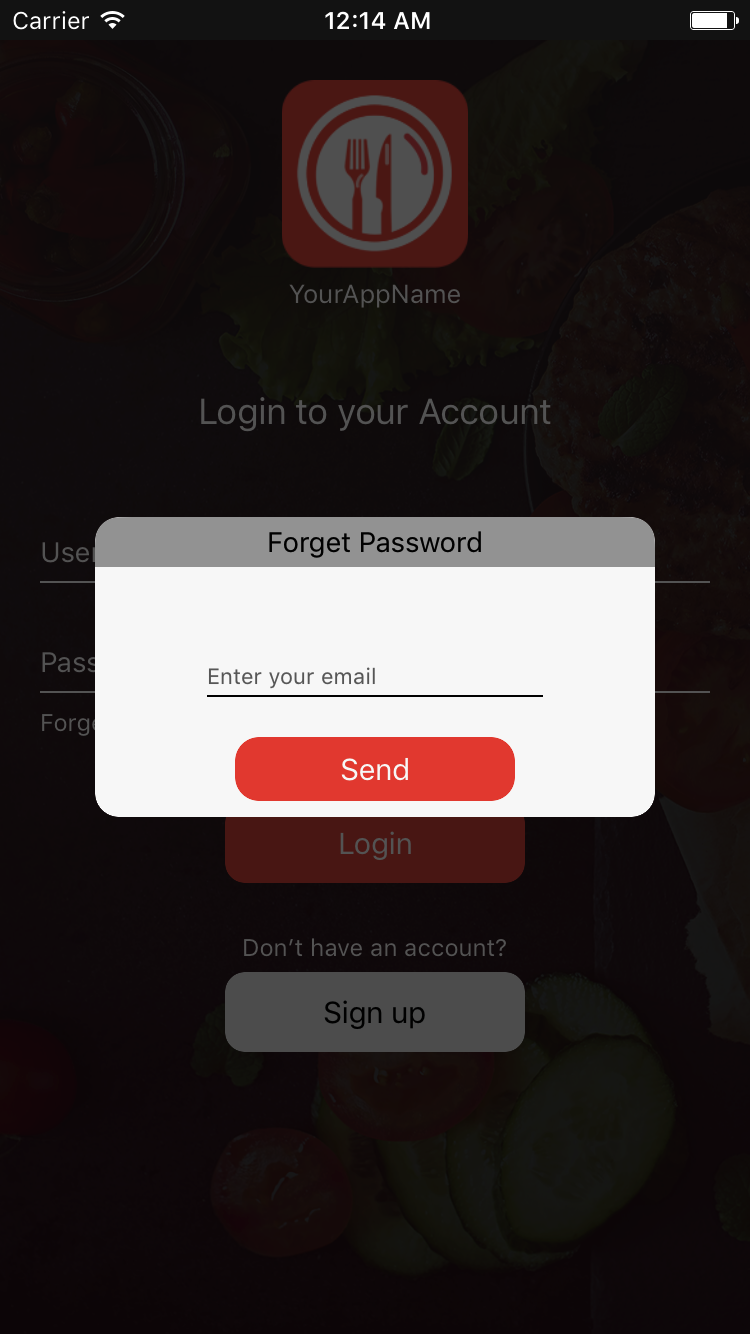 Carrier 12:14 AM
YourAppName
Login to your Account
User
Forget Password
Enter your email
Pass
Forge
Send
Login
Don’t have an account?
Sign up